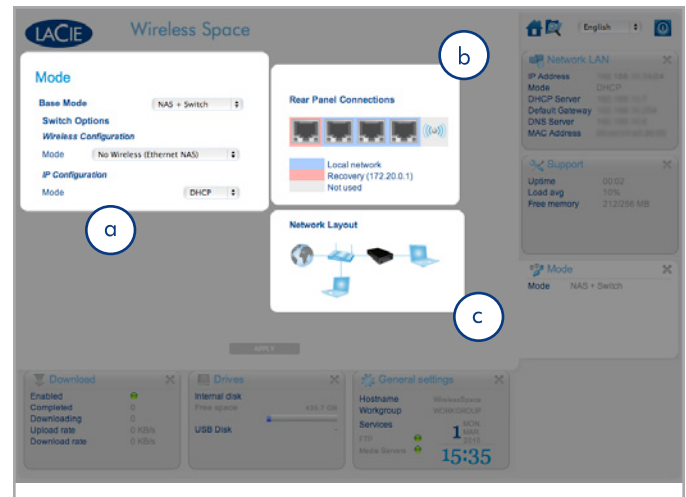 LACIE
Wireless Space
English
b
Mode
Base Mode NAS + Switch
Switch Options
Wireless Configuration
Mode No Wireless (Ethernet NAS)
IP Configuration
Mode DHCP
a
Rear Panel Connections
Local network
Recovery (172.20.0.1)
Not used
Network Layout
c
APPLY
Network LAN
IP Address
Mode DHCP
DHCP Server
Default Gateway
DNS Server
MAC Address
Support
Uptime 00:02
Load avg 10%
Free memory 212/256 MB
Mode
Mode NAS + Switch
Download
Enabled
Completed 0
Downloading 0
Upload rate 0 KB/s
Download rate 0 KB/s
Drives
Internal disk
Free space
USB Disk -
General settings
Hostname WirelessSpace
Workgroup WORKGROUP
Services
FTP
Media Servers
1 MON
MAR
2010
15:35